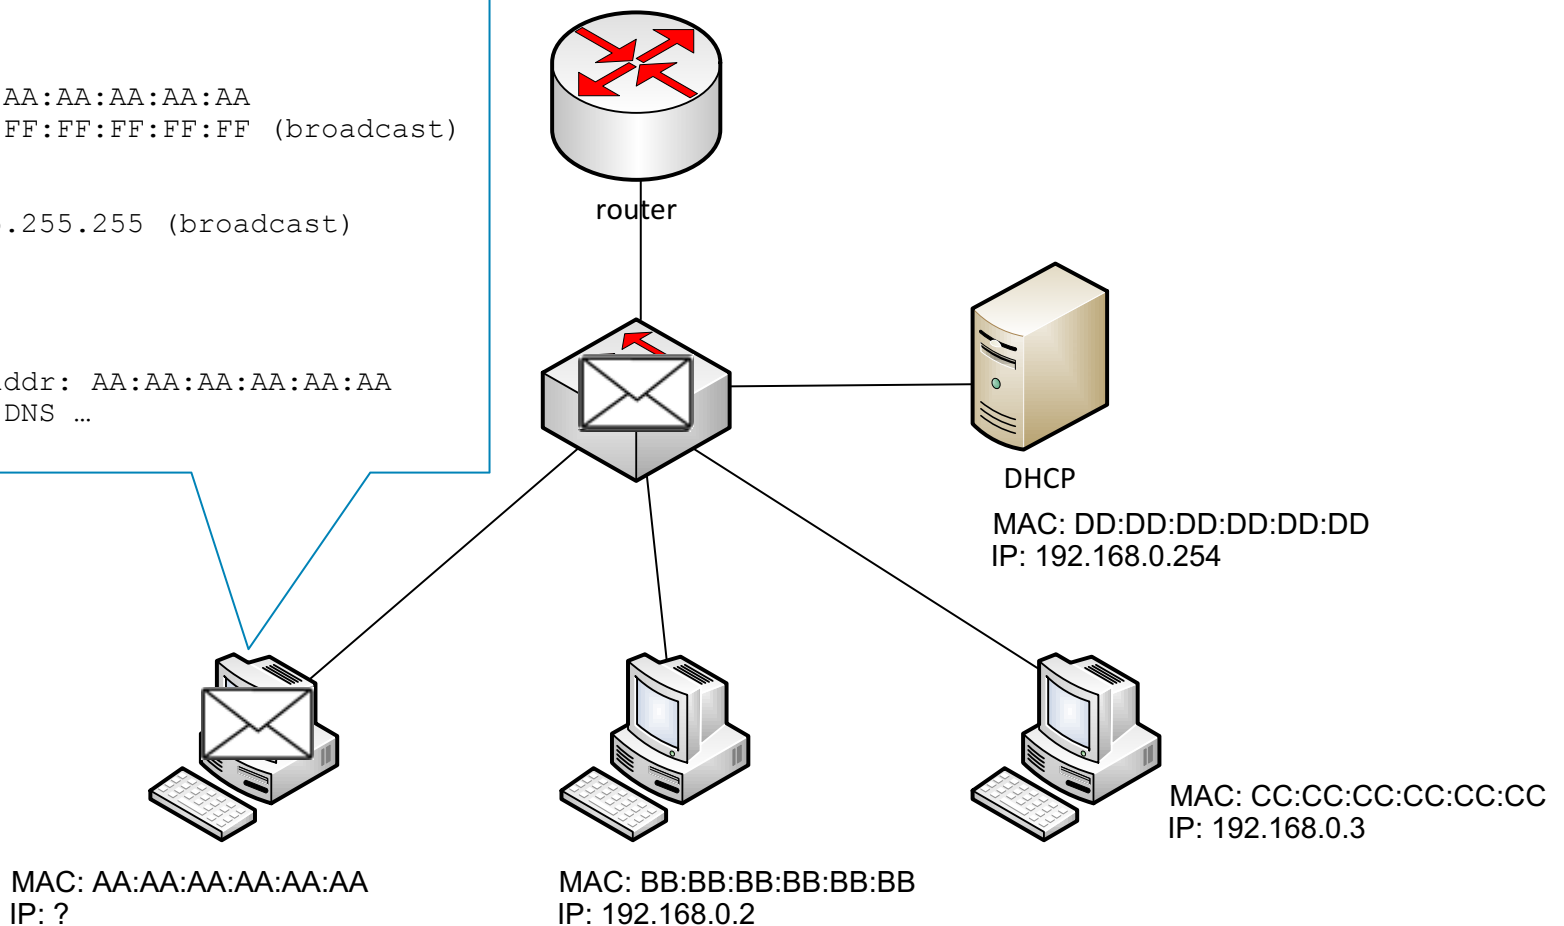 AA:AA:AA:AA:AA
FF:FF:FF:FF:FF (broadcast)
.255.255 (broadcast)
ddr: AA:AA:AA:AA:AA:AA
DNS …
router
DHCP
MAC: DD:DD:DD:DD:DD:DD
IP: 192.168.0.254
MAC: CC:CC:CC:CC:CC:CC
IP: 192.168.0.3
MAC: AA:AA:AA:AA:AA:AA
IP: ?
MAC: BB:BB:BB:BB:BB:BB
IP: 192.168.0.2